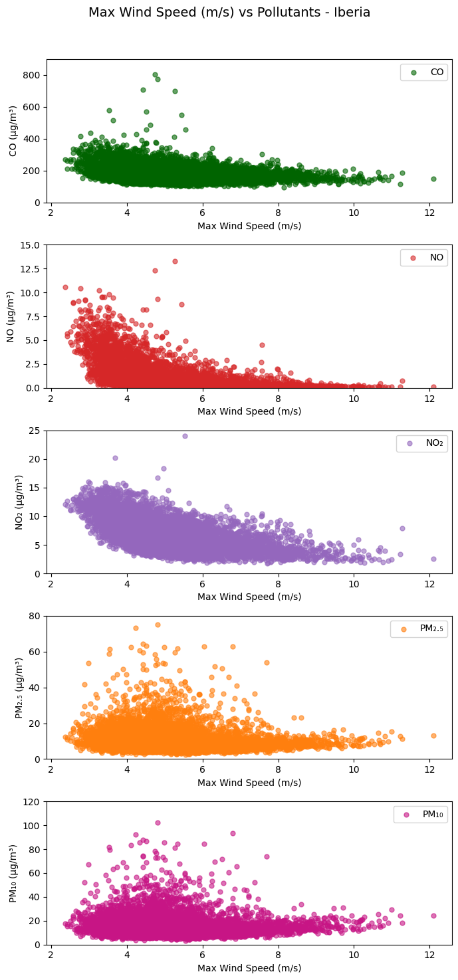 Max Wind Speed (m/s) vs Pollutants - Iberia
CO
800
600
400
200
0
CO (μg/m³)
2 4 6 8 10 12
Max Wind Speed (m/s)
NO
15.0
12.5
10.0
7.5
5.0
2.5
0.0
NO (μg/m³)
2 4 6 8 10 12
Max Wind Speed (m/s)
NO₂
25
20
15
10
5
0
NO₂ (μg/m³)
2 4 6 8 10 12
Max Wind Speed (m/s)
PM₂.₅
80
60
40
20
0
PM₂.₅ (μg/m³)
2 4 6 8 10 12
Max Wind Speed (m/s)
PM₁₀
120
100
80
60
40
20
0
PM₁₀ (μg/m³)
2 4 6 8 10 12
Max Wind Speed (m/s)